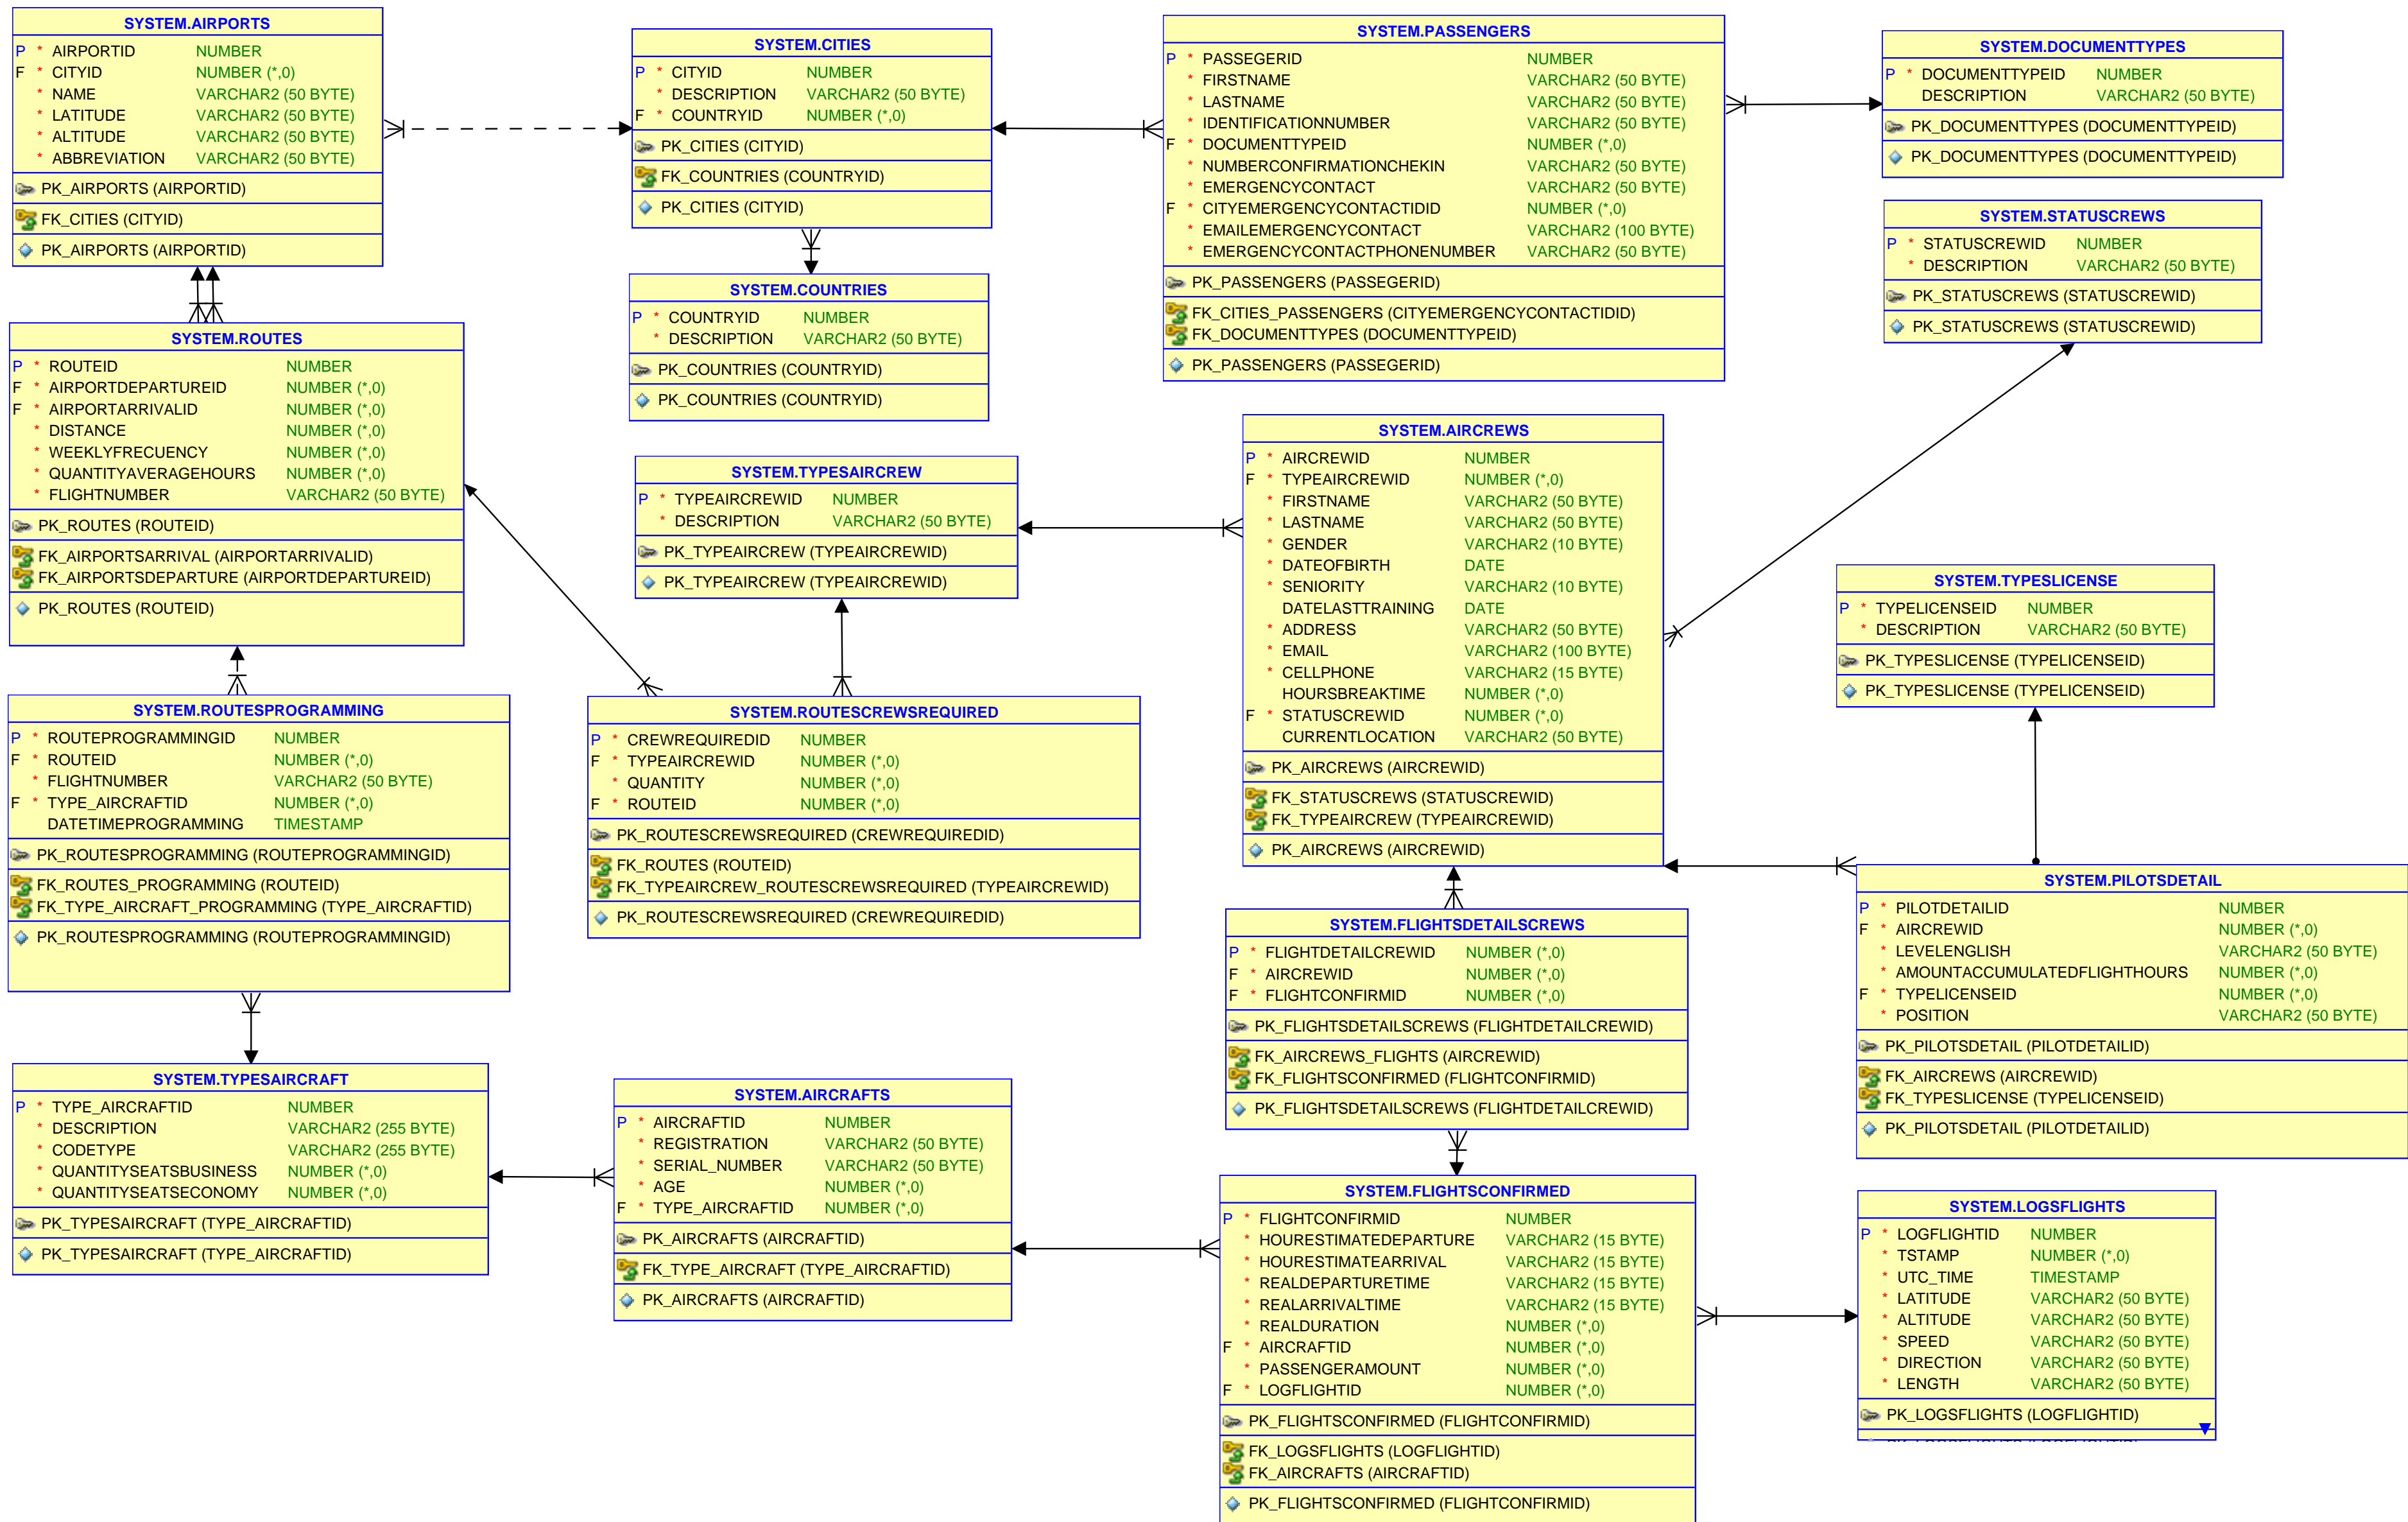 SYSTEM.AIRPORTS
P * AIRPORTID NUMBER
F * CITYID NUMBER (*,0)
* NAME VARCHAR2 (50 BYTE)
* LATITUDE VARCHAR2 (50 BYTE)
* ALTITUDE VARCHAR2 (50 BYTE)
* ABBREVIATION VARCHAR2 (50 BYTE)
PK_AIRPORTS (AIRPORTID)
FK_CITIES (CITYID)
PK_AIRPORTS (AIRPORTID)
SYSTEM.CITIES
P * CITYID NUMBER
* DESCRIPTION VARCHAR2 (50 BYTE)
F * COUNTRYID NUMBER (*,0)
PK_CITIES (CITYID)
FK_COUNTRIES (COUNTRYID)
PK_CITIES (CITYID)
SYSTEM.PASSENGERS
P * PASSEGERID NUMBER
* FIRSTNAME VARCHAR2 (50 BYTE)
* LASTNAME VARCHAR2 (50 BYTE)
* IDENTIFICATIONNUMBER VARCHAR2 (50 BYTE)
F * DOCUMENTTYPEID NUMBER (*,0)
* NUMBERCONFIRMATIONCHEKIN VARCHAR2 (50 BYTE)
* EMERGENCYCONTACT VARCHAR2 (50 BYTE)
F * CITYEMERGENCYCONTACTIDID NUMBER (*,0)
* EMAILEMERGENCYCONTACT VARCHAR2 (100 BYTE)
* EMERGENCYCONTACTPHONENUMBER VARCHAR2 (50 BYTE)
PK_PASSENGERS (PASSEGERID)
FK_CITIES_PASSENGERS (CITYEMERGENCYCONTACTIDID)
FK_DOCUMENTTYPES (DOCUMENTTYPEID)
PK_PASSENGERS (PASSEGERID)
SYSTEM.DOCUMENTTYPES
P * DOCUMENTTYPEID NUMBER
DESCRIPTION VARCHAR2 (50 BYTE)
PK_DOCUMENTTYPES (DOCUMENTTYPEID)
PK_DOCUMENTTYPES (DOCUMENTTYPEID)
SYSTEM.STATUSCREWS
P * STATUSCREWID NUMBER
* DESCRIPTION VARCHAR2 (50 BYTE)
PK_STATUSCREWS (STATUSCREWID)
PK_STATUSCREWS (STATUSCREWID)
SYSTEM.COUNTRIES
P * COUNTRYID NUMBER
* DESCRIPTION VARCHAR2 (50 BYTE)
PK_COUNTRIES (COUNTRYID)
PK_COUNTRIES (COUNTRYID)
SYSTEM.ROUTES
P * ROUTEID NUMBER
F * AIRPORTDEPARTUREID NUMBER (*,0)
F * AIRPORTARRIVALID NUMBER (*,0)
* DISTANCE NUMBER (*,0)
* WEEKLYFRECUENCY NUMBER (*,0)
* QUANTITYAVERAGEHOURS NUMBER (*,0)
* FLIGHTNUMBER VARCHAR2 (50 BYTE)
PK_ROUTES (ROUTEID)
FK_AIRPORTSARRIVAL (AIRPORTARRIVALID)
FK_AIRPORTSDEPARTURE (AIRPORTDEPARTUREID)
PK_ROUTES (ROUTEID)
SYSTEM.TYPESAIRCREW
P * TYPEAIRCREWID NUMBER
* DESCRIPTION VARCHAR2 (50 BYTE)
PK_TYPEAIRCREW (TYPEAIRCREWID)
PK_TYPEAIRCREW (TYPEAIRCREWID)
SYSTEM.AIRCREWS
P * AIRCREWID NUMBER
F * TYPEAIRCREWID NUMBER (*,0)
* FIRSTNAME VARCHAR2 (50 BYTE)
* LASTNAME VARCHAR2 (50 BYTE)
* GENDER VARCHAR2 (10 BYTE)
* DATEOFBIRTH DATE
* SENIORITY VARCHAR2 (10 BYTE)
DATELASTTRAINING DATE
* ADDRESS VARCHAR2 (50 BYTE)
* EMAIL VARCHAR2 (100 BYTE)
* CELLPHONE VARCHAR2 (15 BYTE)
HOURSBREAKTIME NUMBER (*,0)
F * STATUSCREWID NUMBER (*,0)
CURRENTLOCATION VARCHAR2 (50 BYTE)
PK_AIRCREWS (AIRCREWID)
FK_STATUSCREWS (STATUSCREWID)
FK_TYPEAIRCREW (TYPEAIRCREWID)
PK_AIRCREWS (AIRCREWID)
SYSTEM.TYPESLICENSE
P * TYPELICENSEID NUMBER
* DESCRIPTION VARCHAR2 (50 BYTE)
PK_TYPESLICENSE (TYPELICENSEID)
PK_TYPESLICENSE (TYPELICENSEID)
SYSTEM.ROUTESPROGRAMMING
P * ROUTEPROGRAMMINGID NUMBER
F * ROUTEID NUMBER (*,0)
* FLIGHTNUMBER VARCHAR2 (50 BYTE)
F * TYPE_AIRCRAFTID NUMBER (*,0)
DATETIMEPROGRAMMING TIMESTAMP
PK_ROUTESPROGRAMMING (ROUTEPROGRAMMINGID)
FK_ROUTES_PROGRAMMING (ROUTEID)
FK_TYPE_AIRCRAFT_PROGRAMMING (TYPE_AIRCRAFTID)
PK_ROUTESPROGRAMMING (ROUTEPROGRAMMINGID)
SYSTEM.ROUTESCREWSREQUIRED
P * CREWREQUIREDID NUMBER
F * TYPEAIRCREWID NUMBER (*,0)
* QUANTITY NUMBER (*,0)
F * ROUTEID NUMBER (*,0)
PK_ROUTESCREWSREQUIRED (CREWREQUIREDID)
FK_ROUTES (ROUTEID)
FK_TYPEAIRCREW_ROUTESCREWSREQUIRED (TYPEAIRCREWID)
PK_ROUTESCREWSREQUIRED (CREWREQUIREDID)
SYSTEM.PILOTSDETAIL
P * PILOTDETAILID NUMBER
F * AIRCREWID NUMBER (*,0)
* LEVELENGLISH VARCHAR2 (50 BYTE)
* AMOUNTACCUMULATEDFLIGHTHOURS NUMBER (*,0)
F * TYPELICENSEID NUMBER (*,0)
* POSITION VARCHAR2 (50 BYTE)
PK_PILOTSDETAIL (PILOTDETAILID)
FK_AIRCREWS (AIRCREWID)
FK_TYPESLICENSE (TYPELICENSEID)
PK_PILOTSDETAIL (PILOTDETAILID)
SYSTEM.FLIGHTSDETAILSCREWS
P * FLIGHTDETAILCREWID NUMBER (*,0)
F * AIRCREWID NUMBER (*,0)
F * FLIGHTCONFIRMID NUMBER (*,0)
PK_FLIGHTSDETAILSCREWS (FLIGHTDETAILCREWID)
FK_AIRCREWS_FLIGHTS (AIRCREWID)
FK_FLIGHTSCONFIRMED (FLIGHTCONFIRMID)
PK_FLIGHTSDETAILSCREWS (FLIGHTDETAILCREWID)
SYSTEM.TYPESAIRCRAFT
P * TYPE_AIRCRAFTID NUMBER
* DESCRIPTION VARCHAR2 (255 BYTE)
* CODETYPE VARCHAR2 (255 BYTE)
* QUANTITYSEATSBUSINESS NUMBER (*,0)
* QUANTITYSEATSECONOMY NUMBER (*,0)
PK_TYPESAIRCRAFT (TYPE_AIRCRAFTID)
PK_TYPESAIRCRAFT (TYPE_AIRCRAFTID)
SYSTEM.AIRCRAFTS
P * AIRCRAFTID NUMBER
* REGISTRATION VARCHAR2 (50 BYTE)
* SERIAL_NUMBER VARCHAR2 (50 BYTE)
* AGE NUMBER (*,0)
F * TYPE_AIRCRAFTID NUMBER (*,0)
PK_AIRCRAFTS (AIRCRAFTID)
FK_TYPE_AIRCRAFT (TYPE_AIRCRAFTID)
PK_AIRCRAFTS (AIRCRAFTID)
SYSTEM.FLIGHTSCONFIRMED
P * FLIGHTCONFIRMID NUMBER
* HOURESTIMATEDEPARTURE VARCHAR2 (15 BYTE)
* HOURESTIMATEARRIVAL VARCHAR2 (15 BYTE)
* REALDEPARTURETIME VARCHAR2 (15 BYTE)
* REALARRIVALTIME VARCHAR2 (15 BYTE)
* REALDURATION NUMBER (*,0)
F * AIRCRAFTID NUMBER (*,0)
* PASSENGERAMOUNT NUMBER (*,0)
F * LOGFLIGHTID NUMBER (*,0)
PK_FLIGHTSCONFIRMED (FLIGHTCONFIRMID)
FK_LOGSFLIGHTS (LOGFLIGHTID)
FK_AIRCRAFTS (AIRCRAFTID)
PK_FLIGHTSCONFIRMED (FLIGHTCONFIRMID)
SYSTEM.LOGSFLIGHTS
P * LOGFLIGHTID NUMBER
* TSTAMP NUMBER (*,0)
* UTC_TIME TIMESTAMP
* LATITUDE VARCHAR2 (50 BYTE)
* ALTITUDE VARCHAR2 (50 BYTE)
* SPEED VARCHAR2 (50 BYTE)
* DIRECTION VARCHAR2 (50 BYTE)
* LENGTH VARCHAR2 (50 BYTE)
PK_LOGSFLIGHTS (LOGFLIGHTID)